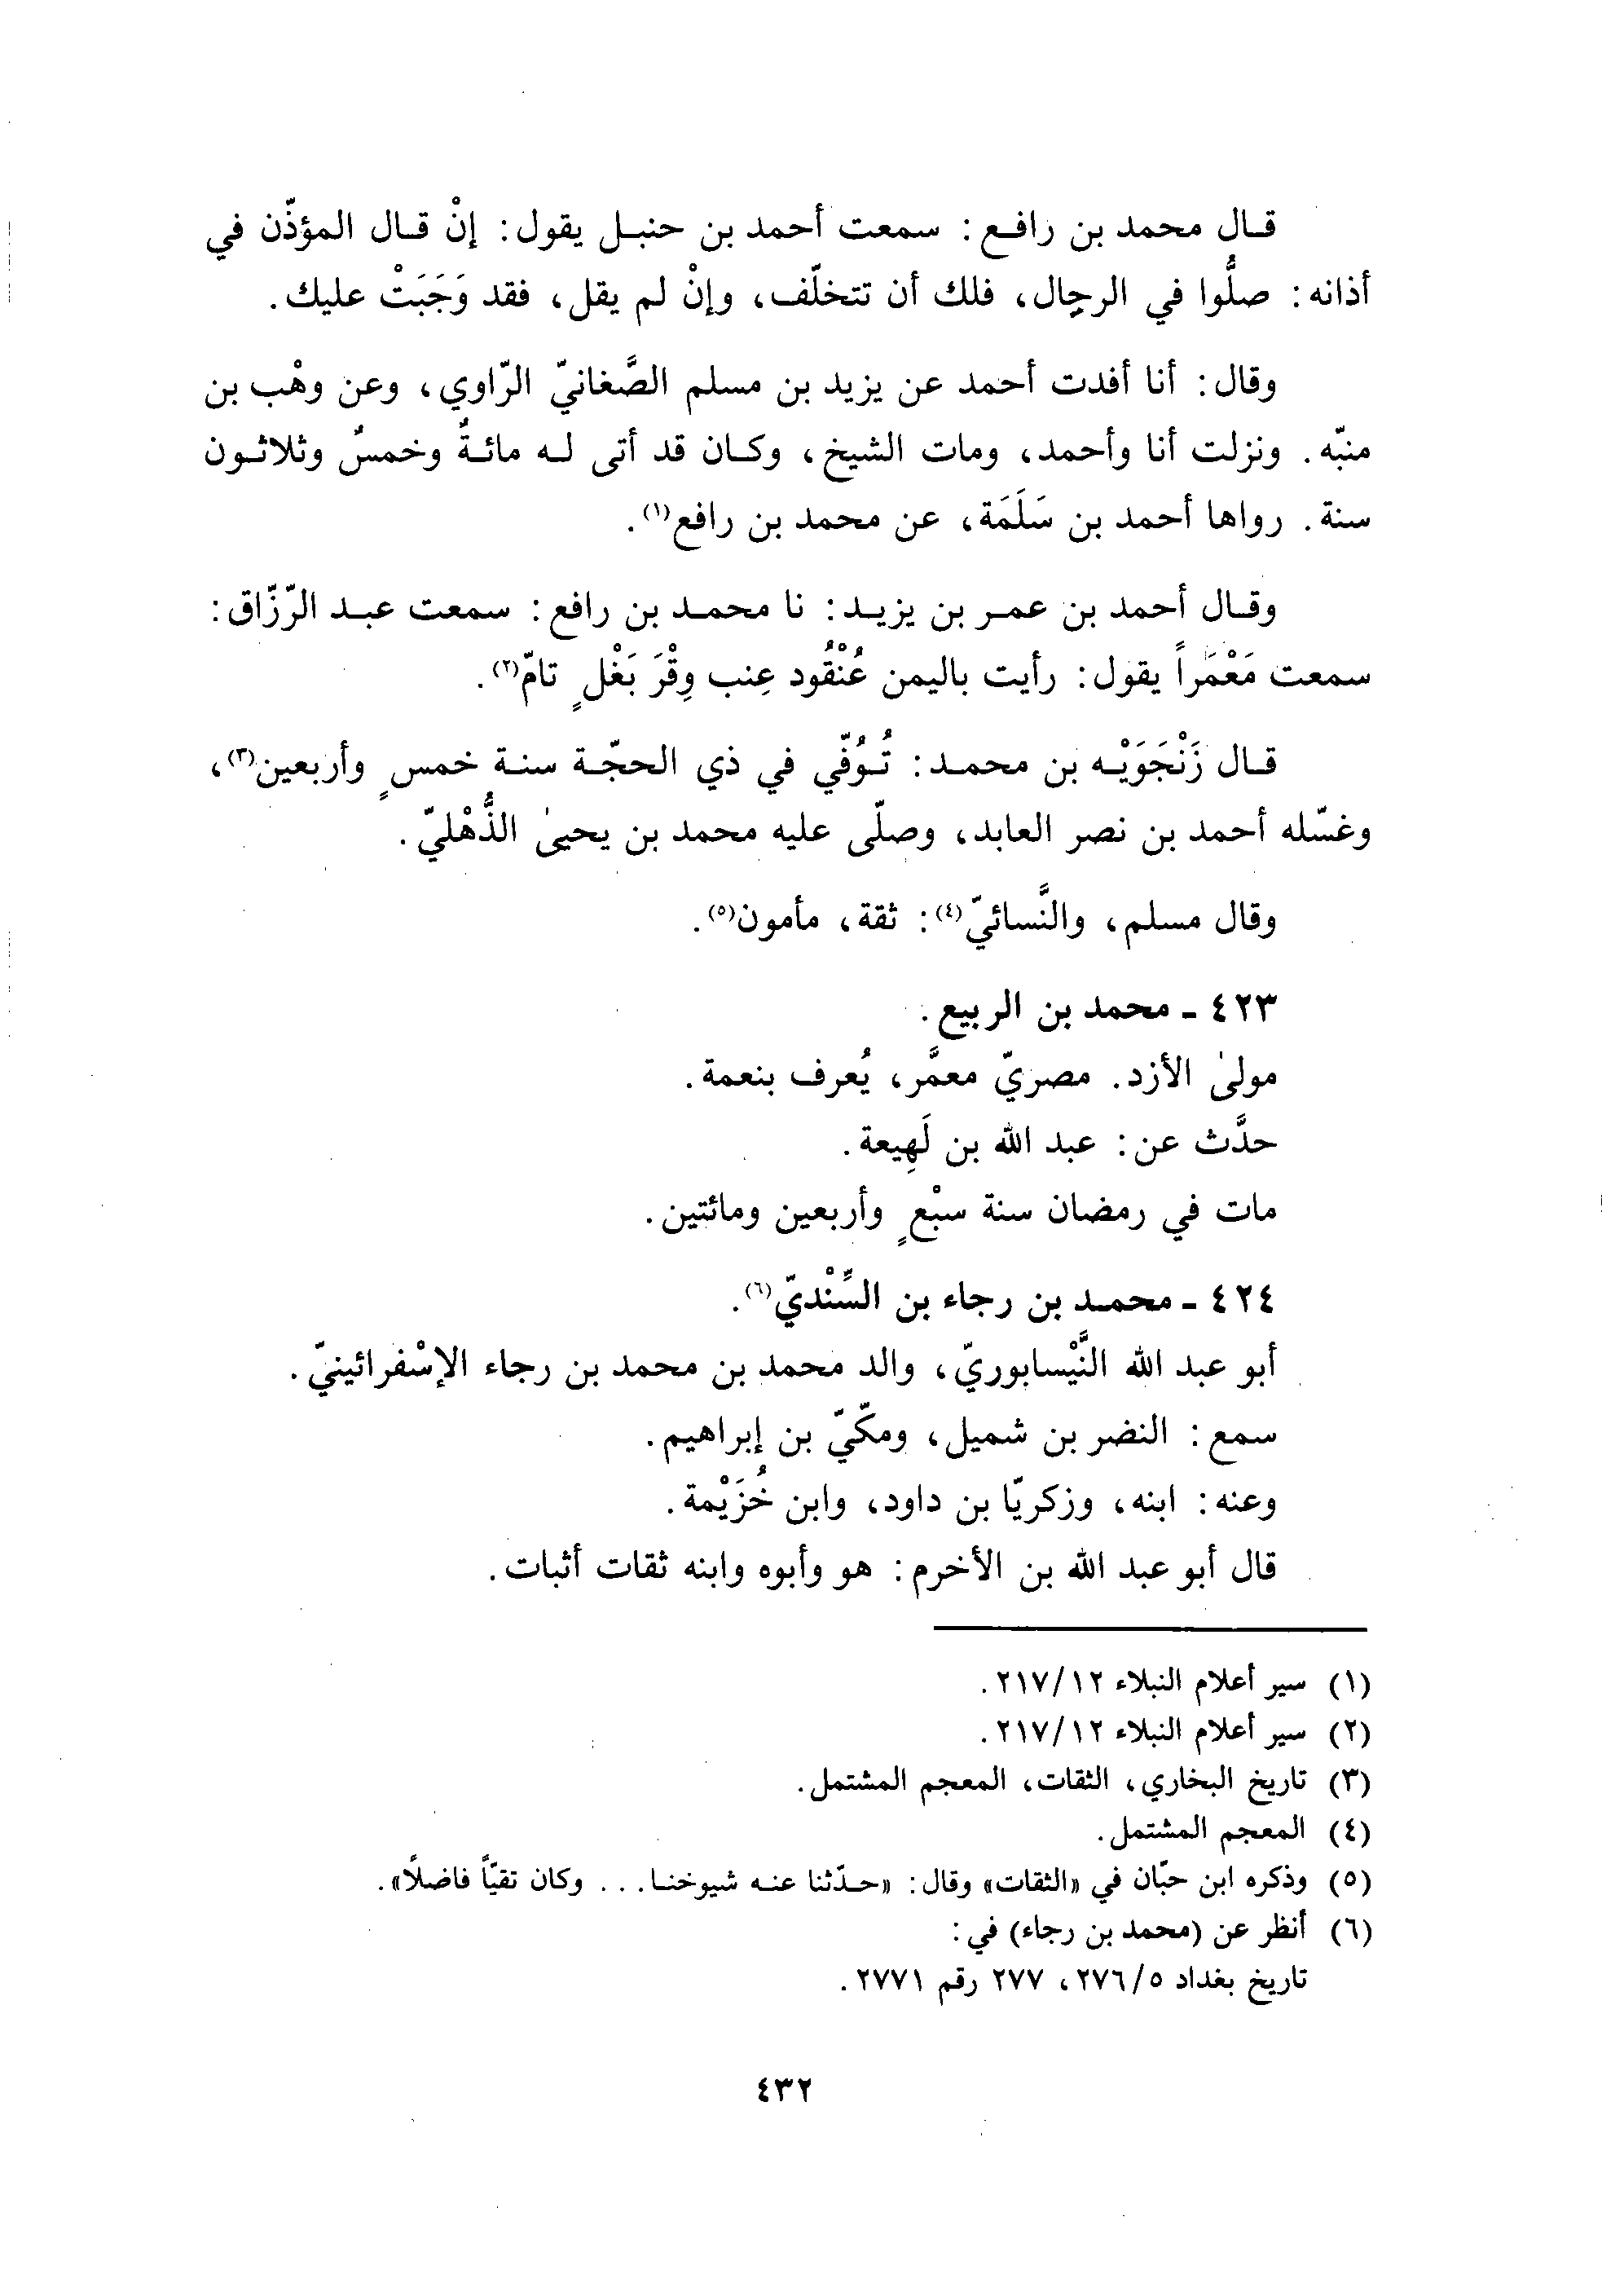 قال محمد بن رافع: سمعت أحمد بن حنبل يقول: إنْ قال المؤذّن في
أذانه: صلُّوا في الرحال، فلك أن تتخلّف، وإنْ لم يقل، فقد وَجَبَتْ عليك.
وقال: أنا أفدت أحمد عن يزيد بن مسلم الصَّغانيّ الرّاوي، وعن وهْب بن
منبّه. ونزلت أنا وأحمد، ومات الشيخ، وكان قد أتى له مائةٌ وخمسٌ وثلاثون
سنة. رواها أحمد بن سَلَمَة، عن محمد بن رافع(١).
وقال أحمد بن عمر بن يزيد: نا محمد بن رافع: سمعت عبد الرّزّاق:
سمعت مَعْمَراً يقول: رأيت باليمن عُنْقُود عِنب وِقْرَ بَغْلٍ تامّ(٢).
قال زَنْجَوَيْه بن محمد: تُوُفّي في ذي الحجّة سنة خمسٍ وأربعين(٣)،
وغسّله أحمد بن نصر العابد، وصلّى عليه محمد بن يحيىٰ الذُّهْليّ.
وقال مسلم، والنَّسائيّ(٤): ثقة، مأمون(٥).
٤٢٣ - محمد بن الربيع.
مولىٰ الأزد. مصريّ معمَّر، يُعرف بنعمة.
حدَّث عن: عبد الله بن لَهِيعة.
مات في رمضان سنة سبْعٍ وأربعين ومائتين.
٤٢٤ - محمد بن رجاء بن السِّنْديّ(٦).
أبو عبد الله النَّيْسابوريّ، والد محمد بن محمد بن رجاء الإسْفرائينيّ.
سمع: النضر بن شميل، ومكّيّ بن إبراهيم.
وعنه: ابنه، وزكريّا بن داود، وابن خُزَيْمة.
قال أبو عبد الله بن الأخرم: هو وأبوه وابنه ثقات أثبات.
(١) سير أعلام النبلاء ٢١٧/١٢.
(٢) سير أعلام النبلاء ٢١٧/١٢.
(٣) تاريخ البخاري، الثقات، المعجم المشتمل.
(٤) المعجم المشتمل.
(٥) وذكره ابن حبّان في «الثقات» وقال: «حدّثنا عنه شيوخنا... وكان تقيّاً فاضلاً».
(٦) أنظر عن (محمد بن رجاء) في:
تاريخ بغداد ٢٧٦/٥، ٢٧٧ رقم ٢٧٧١.
٤٣٢